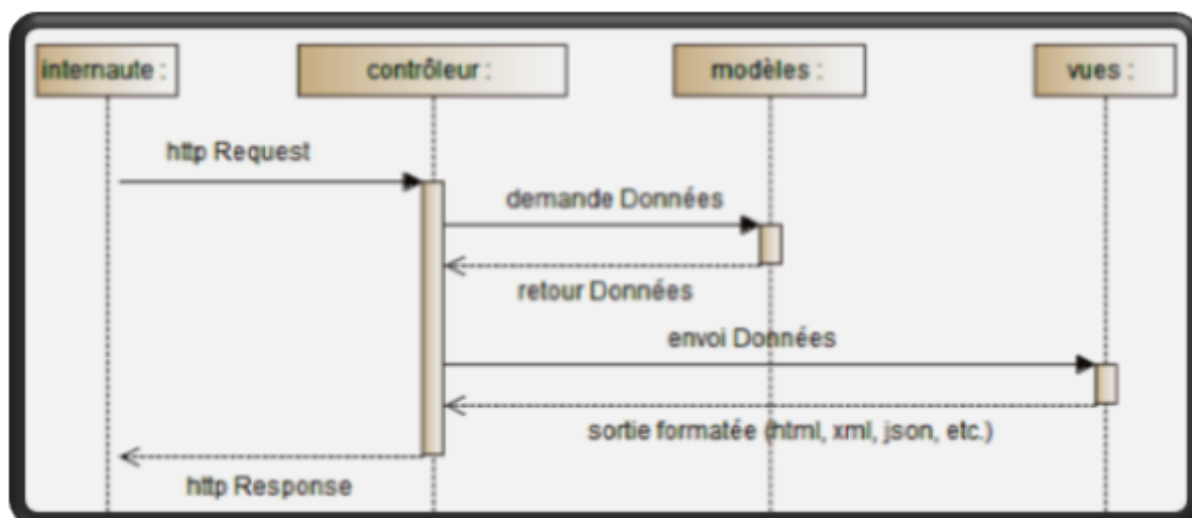 internaute :
contrôleur :
modèles :
vues :
http Request
demande Données
retour Données
envoi Données
sortie formatée (html, xml, json, etc.)
http Response